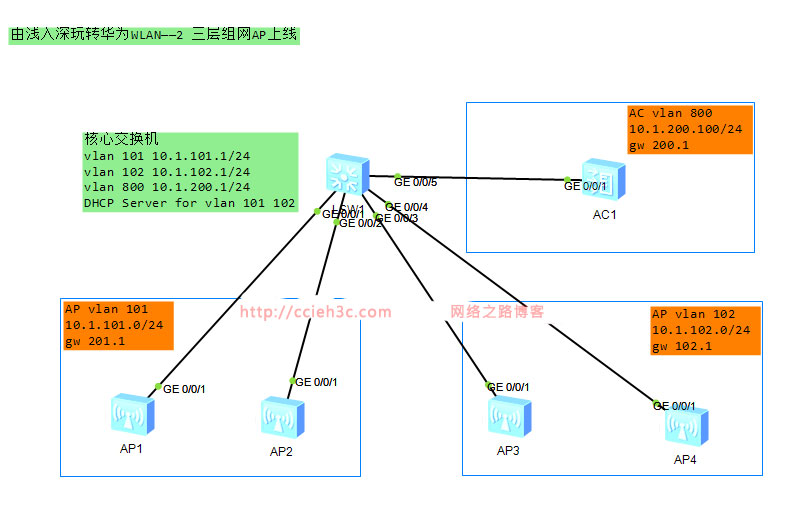 由浅入深玩转华为WLAN——2 三层组网AP上线
核心交换机
vlan 101 10.1.101.1/24
vlan 102 10.1.102.1/24
vlan 800 10.1.200.1/24
DHCP Server for vlan 101 102
AC vlan 800
10.1.200.100/24
gw 200.1
LSW1
GE 0/0/5
GE 0/0/1
AC1
GE 0/0/4
GE 0/0/3
GE 0/0/1
GE 0/0/2
http://ccieh3c.com
网络之路博客
AP vlan 101
10.1.101.0/24
gw 201.1
AP vlan 102
10.1.102.0/24
gw 102.1
GE 0/0/1
GE 0/0/1
GE 0/0/1
GE 0/0/1
AP1
AP2
AP3
AP4